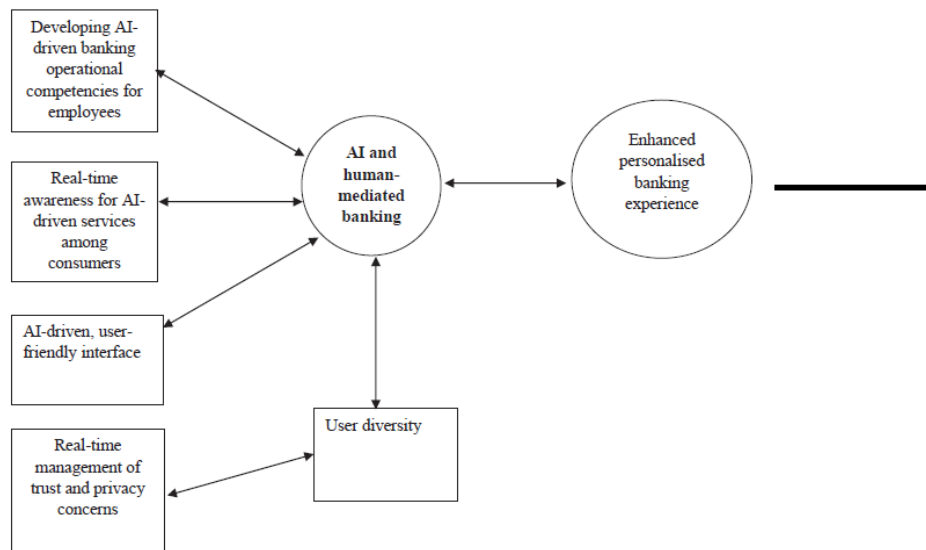 Developing AI-
driven banking
operational
competencies for
employees
Real-time
awareness for AI-
driven services
among
consumers
AI-driven, user-
friendly interface
Real-time
management of
trust and privacy
concerns
AI and
human-
mediated
banking
User diversity
Enhanced
personalised
banking
experience